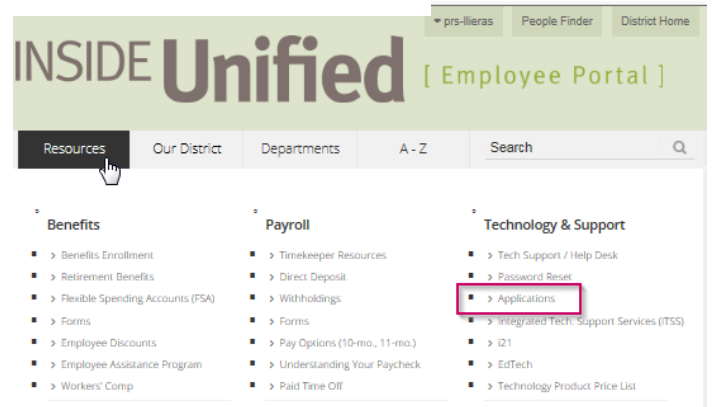 prs-llieras People Finder District Home
INSIDE Unified [ Employee Portal ]
Resources Our District Departments A - Z Search
Benefits
> Benefits Enrollment
> Retirement Benefits
> Flexible Spending Accounts (FSA)
> Forms
> Employee Discounts
> Employee Assistance Program
> Workers' Comp
Payroll
> Timekeeper Resources
> Direct Deposit
> Withholdings
> Forms
> Pay Options (10-mo., 11-mo.)
> Understanding Your Paycheck
> Paid Time Off
Technology & Support
> Tech Support / Help Desk
> Password Reset
> Applications
> Integrated Tech. Support Services (ITSS)
> i21
> EdTech
> Technology Product Price List